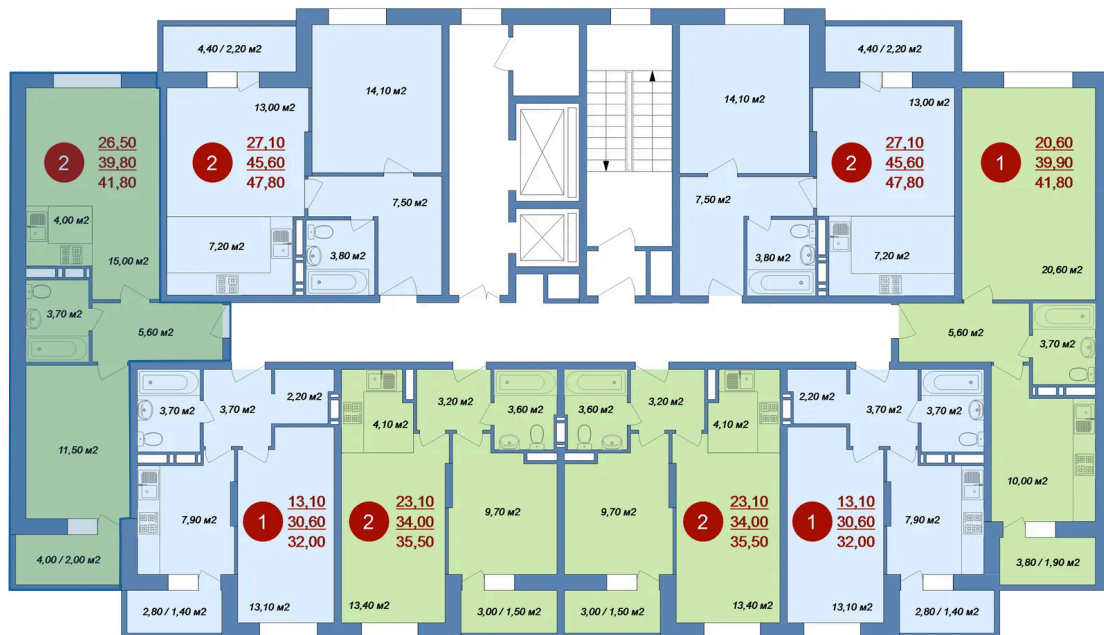 4,40 / 2,20 м2
4,40 / 2,20 м2
14,10 м2
14,10 м2
13,00 м2
13,00 м2
2
26,50
39,80
41,80
2
27,10
45,60
47,80
2
27,10
45,60
47,80
1
20,60
39,90
41,80
4,00 м2
7,50 м2
7,50 м2
7,20 м2
3,80 м2
3,80 м2
7,20 м2
15,00 м2
20,60 м2
3,70 м2
5,60 м2
5,60 м2
3,70 м2
3,70 м2
3,70 м2
2,20 м2
3,20 м2
3,60 м2
3,60 м2
3,20 м2
2,20 м2
3,70 м2
3,70 м2
4,10 м2
4,10 м2
11,50 м2
10,00 м2
7,90 м2
1
13,10
30,60
32,00
2
23,10
34,00
35,50
9,70 м2
9,70 м2
2
23,10
34,00
35,50
1
13,10
30,60
32,00
7,90 м2
4,00 / 2,00 м2
3,80 / 1,90 м2
2,80 / 1,40 м2
13,10 м2
13,40 м2
3,00 / 1,50 м2
3,00 / 1,50 м2
13,40 м2
13,10 м2
2,80 / 1,40 м2